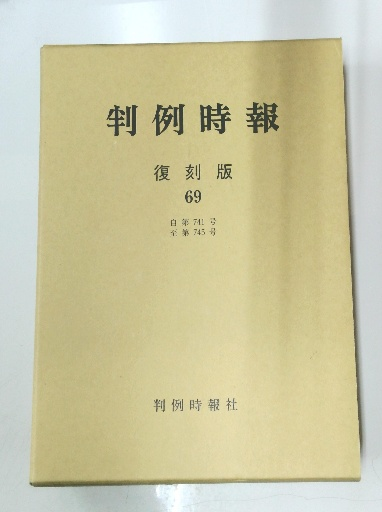 判例時報
復刻版
69
自第741号
至第745号
判例時報社